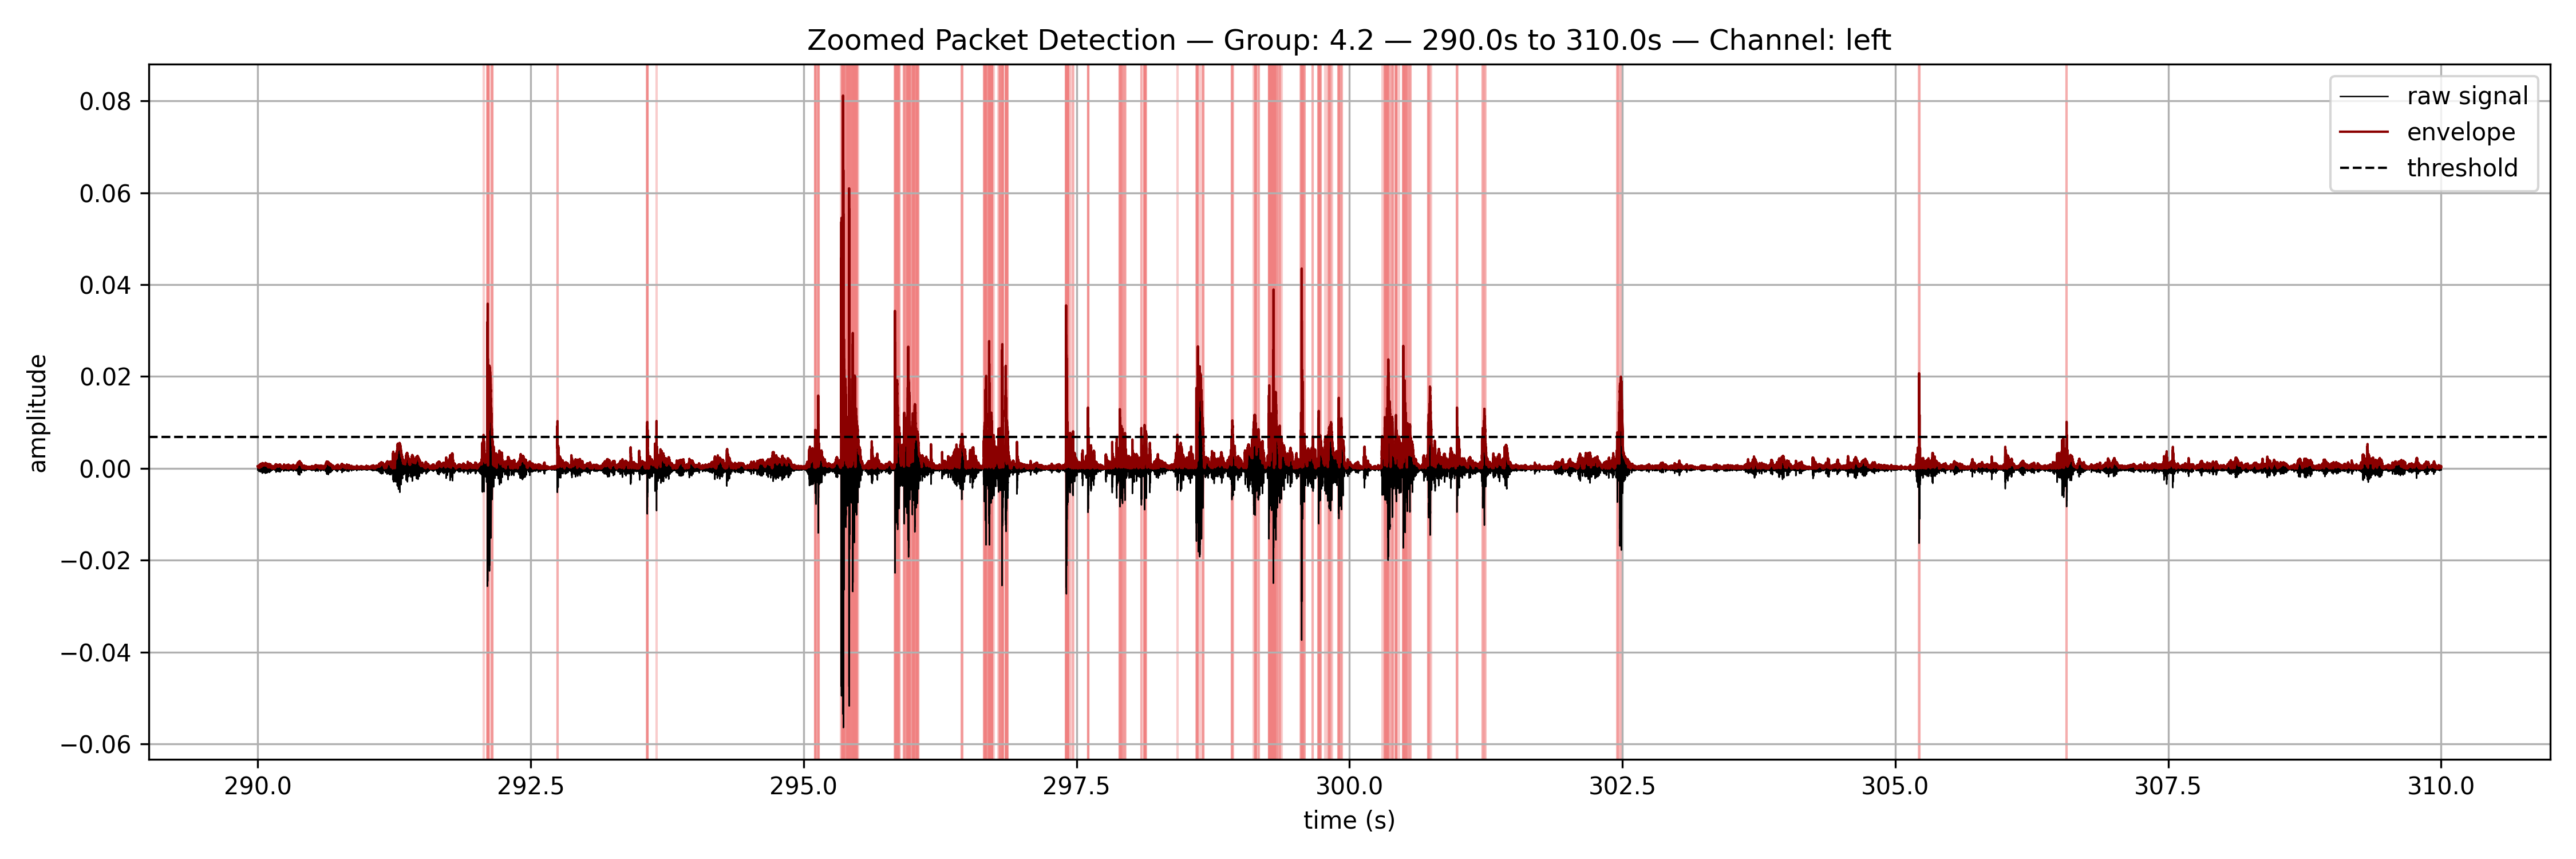 Zoomed Packet Detection — Group: 4.2 — 290.0s to 310.0s — Channel: left
raw signal
envelope
threshold
amplitude
0.08
0.06
0.04
0.02
0.00
−0.02
−0.04
−0.06
290.0 292.5 295.0 297.5 300.0 302.5 305.0 307.5 310.0
time (s)